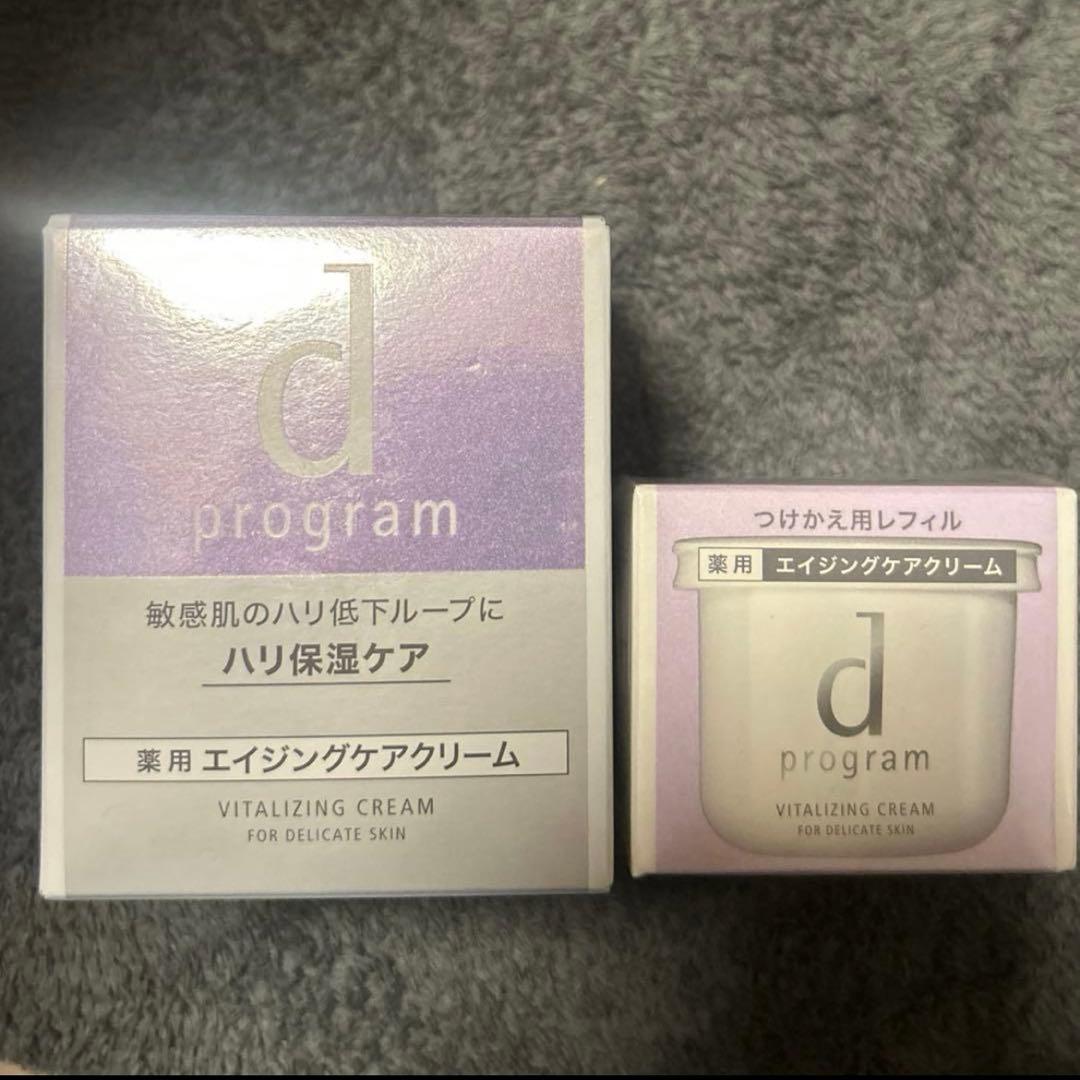 d
program
敏感肌のハリ低下ループに
ハリ保湿ケア
薬用 エイジングケアクリーム
VITALIZING CREAM
FOR DELICATE SKIN
つけかえ用レフィル
薬用 エイジングケアクリーム
d
program
VITALIZING CREAM
FOR DELICATE SKIN